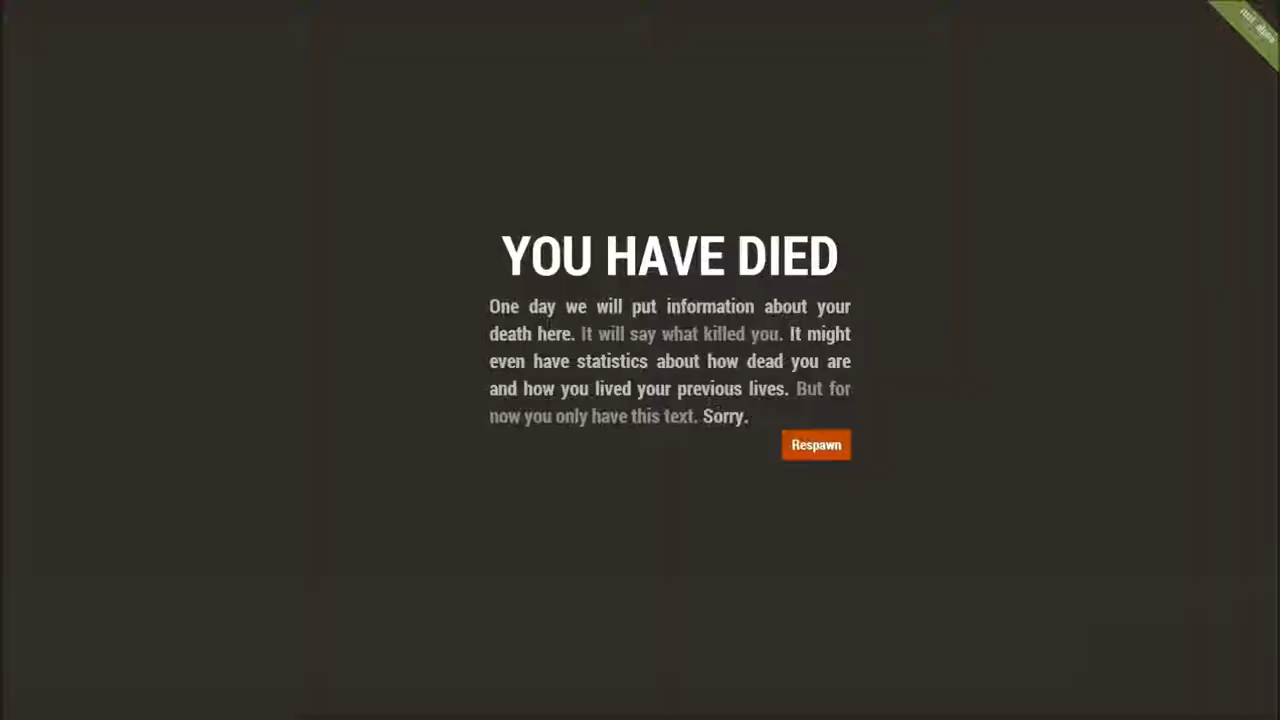 YOU HAVE DIED
One day we will put information about your
death here. It will say what killed you. It might
even have statistics about how dead you are
and how you lived your previous lives. But for
now you only have this text. Sorry.
Respawn